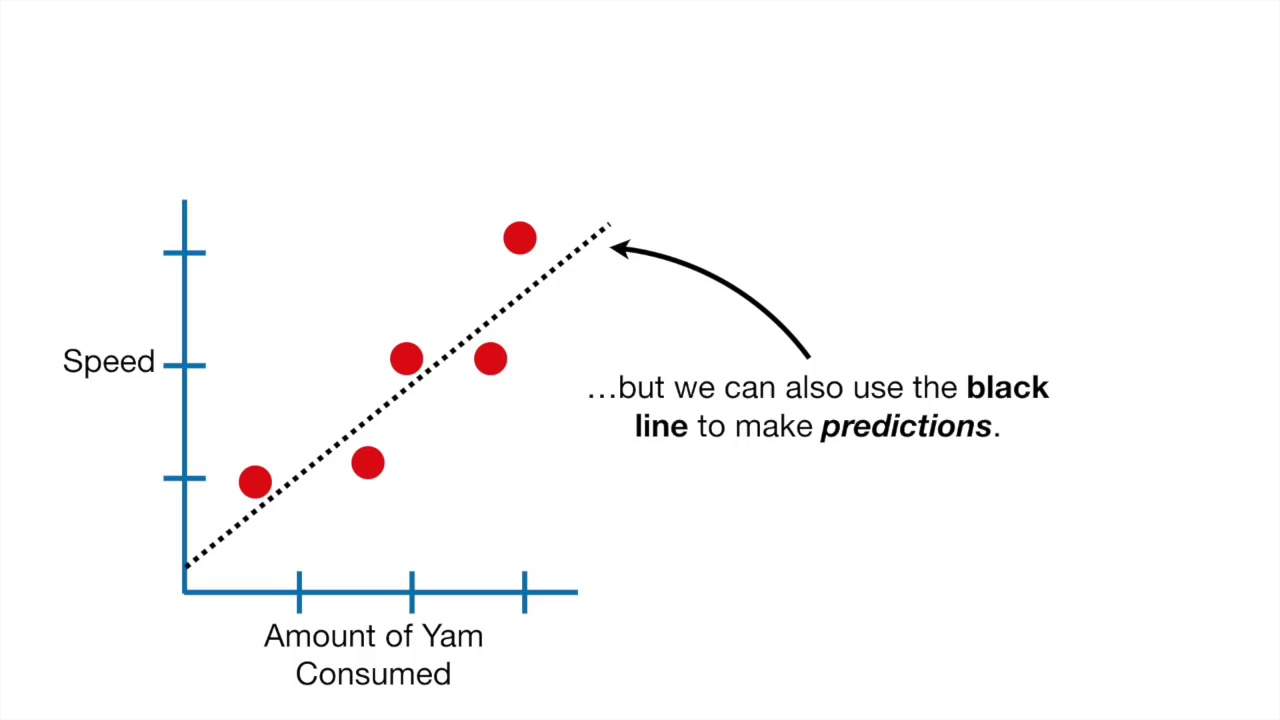 Speed
…but we can also use the black
line to make predictions.
Amount of Yam
Consumed